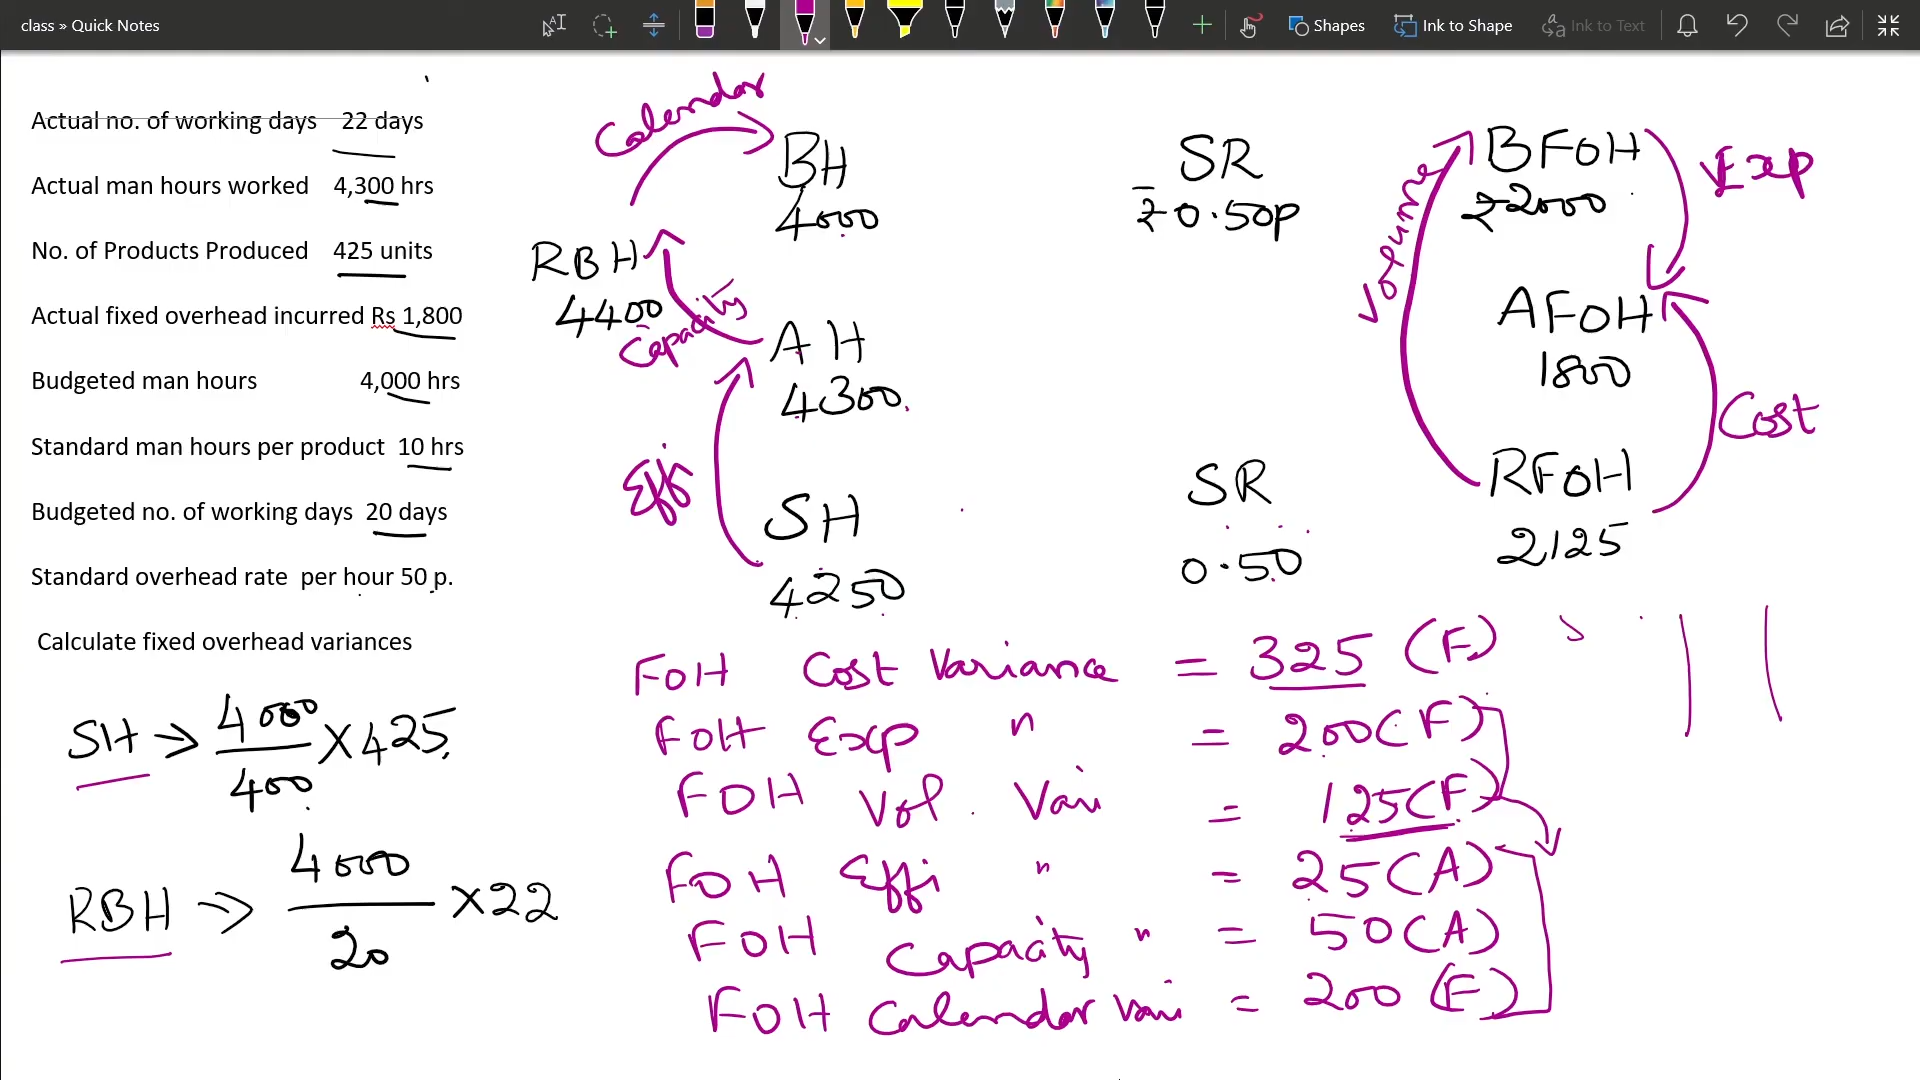 class » Quick Notes
Shapes
Ink to Shape
Ink to Text
Actual no. of working days 22 days
Actual man hours worked 4,300 hrs
No. of Products Produced 425 units
Actual fixed overhead incurred Rs 1,800
Budgeted man hours 4,000 hrs
Standard man hours per product 10 hrs
Budgeted no. of working days 20 days
Standard overhead rate per hour 50 p.
Calculate fixed overhead variances
SH → 4000/400 × 425
RBH → 4000/20 × 22
Calendar
BH
4000
RBH
4400
Capacity
AH
4300
Effi
SH
4250
SR
₹0.50p
SR
0.50
Volume
BFOH
₹2000
Exp
AFOH
1800
Cost
RFOH
2125
FOH Cost Variance = 325 (F)
FOH Exp " = 200 (F)
FOH Vol. Vari = 125 (F)
FOH Effi " = 25 (A)
FOH Capacity " = 50 (A)
FOH Calendar Vari = 200 (F)